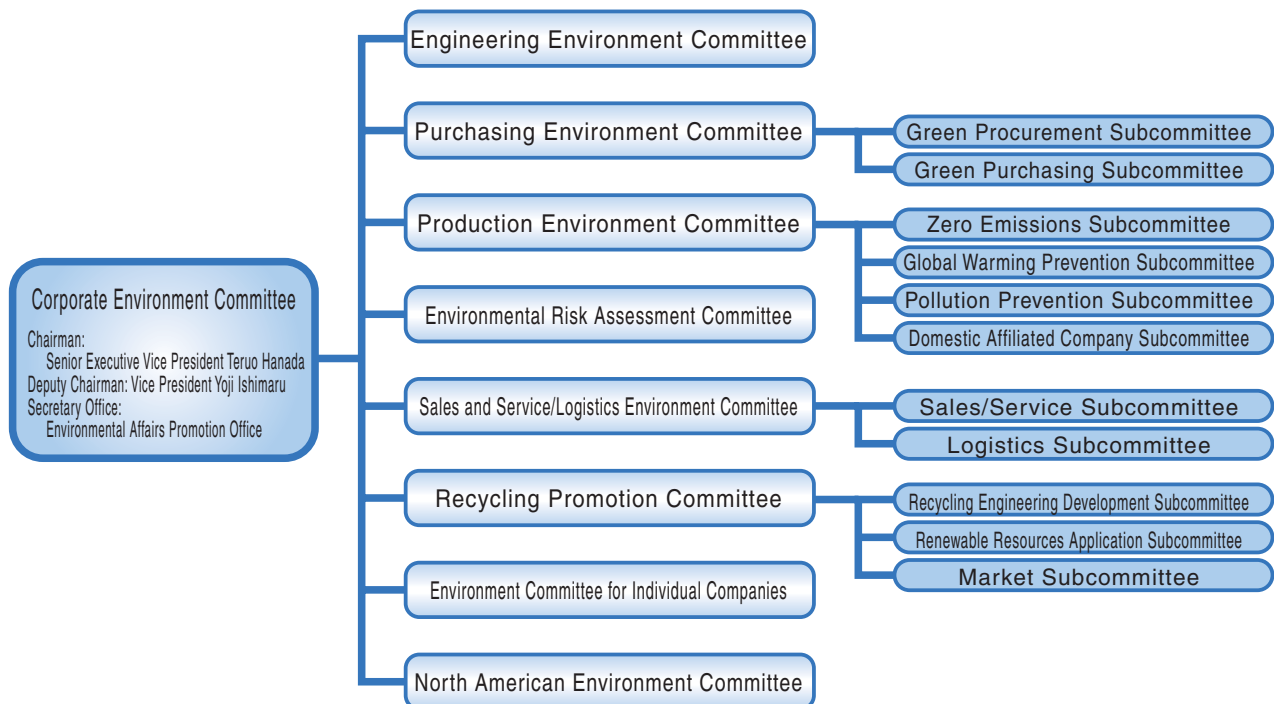 Corporate Environment Committee
Chairman:
Senior Executive Vice President Teruo Hanada
Deputy Chairman: Vice President Yoji Ishimaru
Secretary Office:
Environmental Affairs Promotion Office
Engineering Environment Committee
Purchasing Environment Committee
Green Procurement Subcommittee
Green Purchasing Subcommittee
Production Environment Committee
Zero Emissions Subcommittee
Global Warming Prevention Subcommittee
Pollution Prevention Subcommittee
Domestic Affiliated Company Subcommittee
Environmental Risk Assessment Committee
Sales and Service/Logistics Environment Committee
Sales/Service Subcommittee
Logistics Subcommittee
Recycling Promotion Committee
Recycling Engineering Development Subcommittee
Renewable Resources Application Subcommittee
Market Subcommittee
Environment Committee for Individual Companies
North American Environment Committee